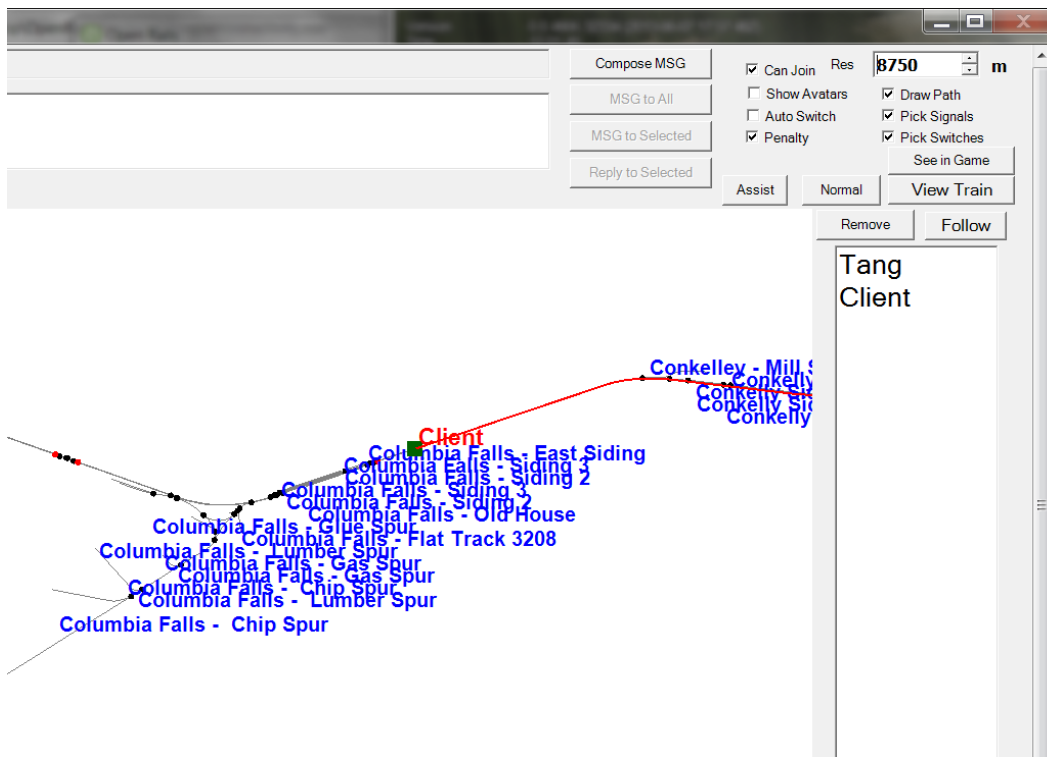 Compose MSG
MSG to All
MSG to Selected
Reply to Selected
Can Join
Res
8750
m
Show Avatars
Draw Path
Auto Switch
Pick Signals
Penalty
Pick Switches
See in Game
Assist
Normal
View Train
Remove
Follow
Tang
Client
Conkelley - Mill
Conkelly
Conkelly
Conkelly
Conkelly
Client
Columbia Falls - East Siding
Columbia Falls - Siding 3
Columbia Falls - Siding 2
Columbia Falls - Siding 3
Columbia Falls - Siding 2
Columbia Falls - Old House
Columbia Falls - Glue Spur
Columbia Falls - Flat Track 3208
Columbia Falls - Lumber Spur
Columbia Falls - Gas Spur
Columbia Falls - Gas Spur
Columbia Falls - Chip Spur
Columbia Falls - Lumber Spur
Columbia Falls - Chip Spur